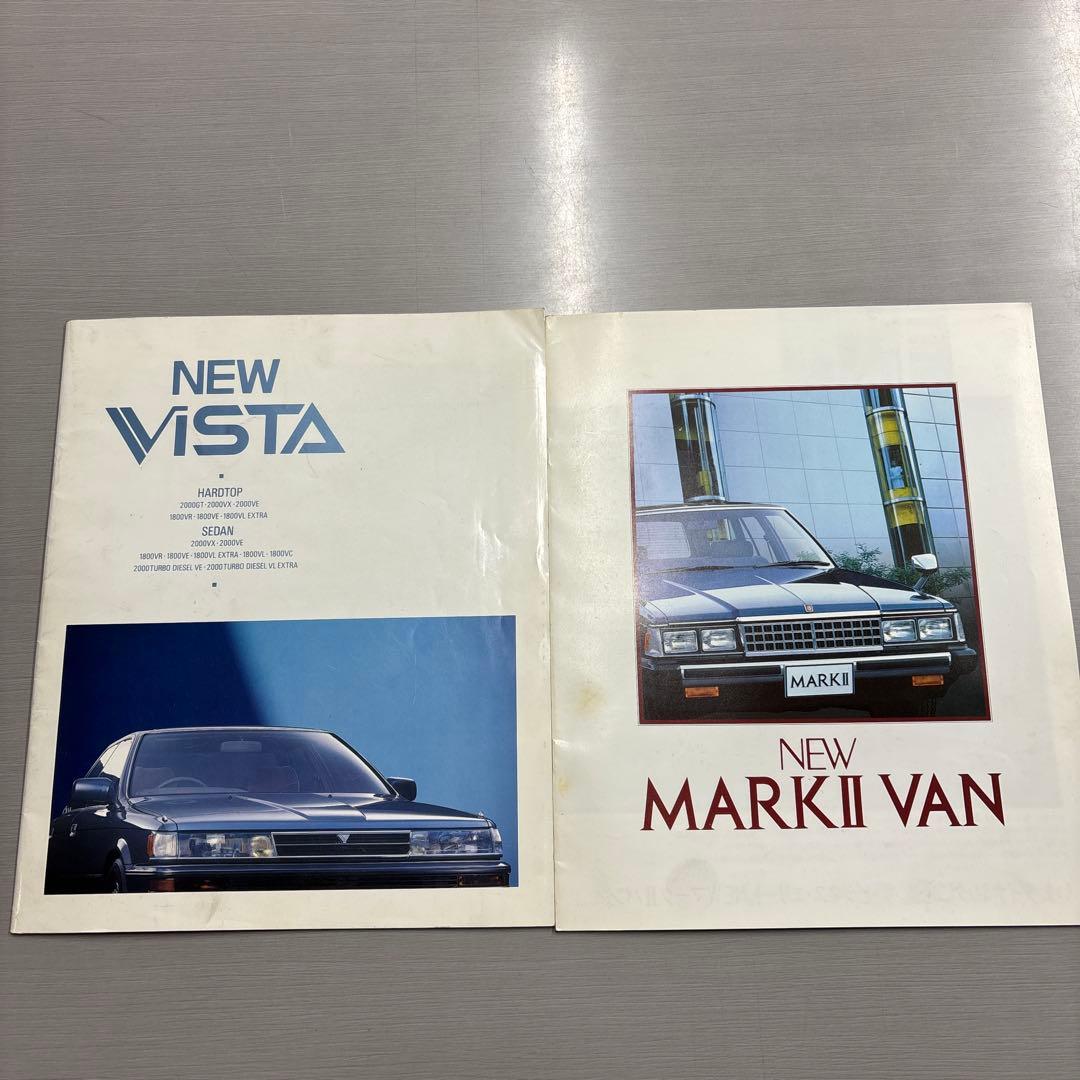 NEW
VISTA
HARDTOP
2000GT・2000VX・2000VE
1800VR・1800VE・1800VL EXTRA
SEDAN
2000VX・2000VE
1800VR・1800VE・1800VL EXTRA・1800VL・1800VC
2000TURBO DIESEL VE・2000TURBO DIESEL VL EXTRA
MARKII
NEW
MARKII VAN